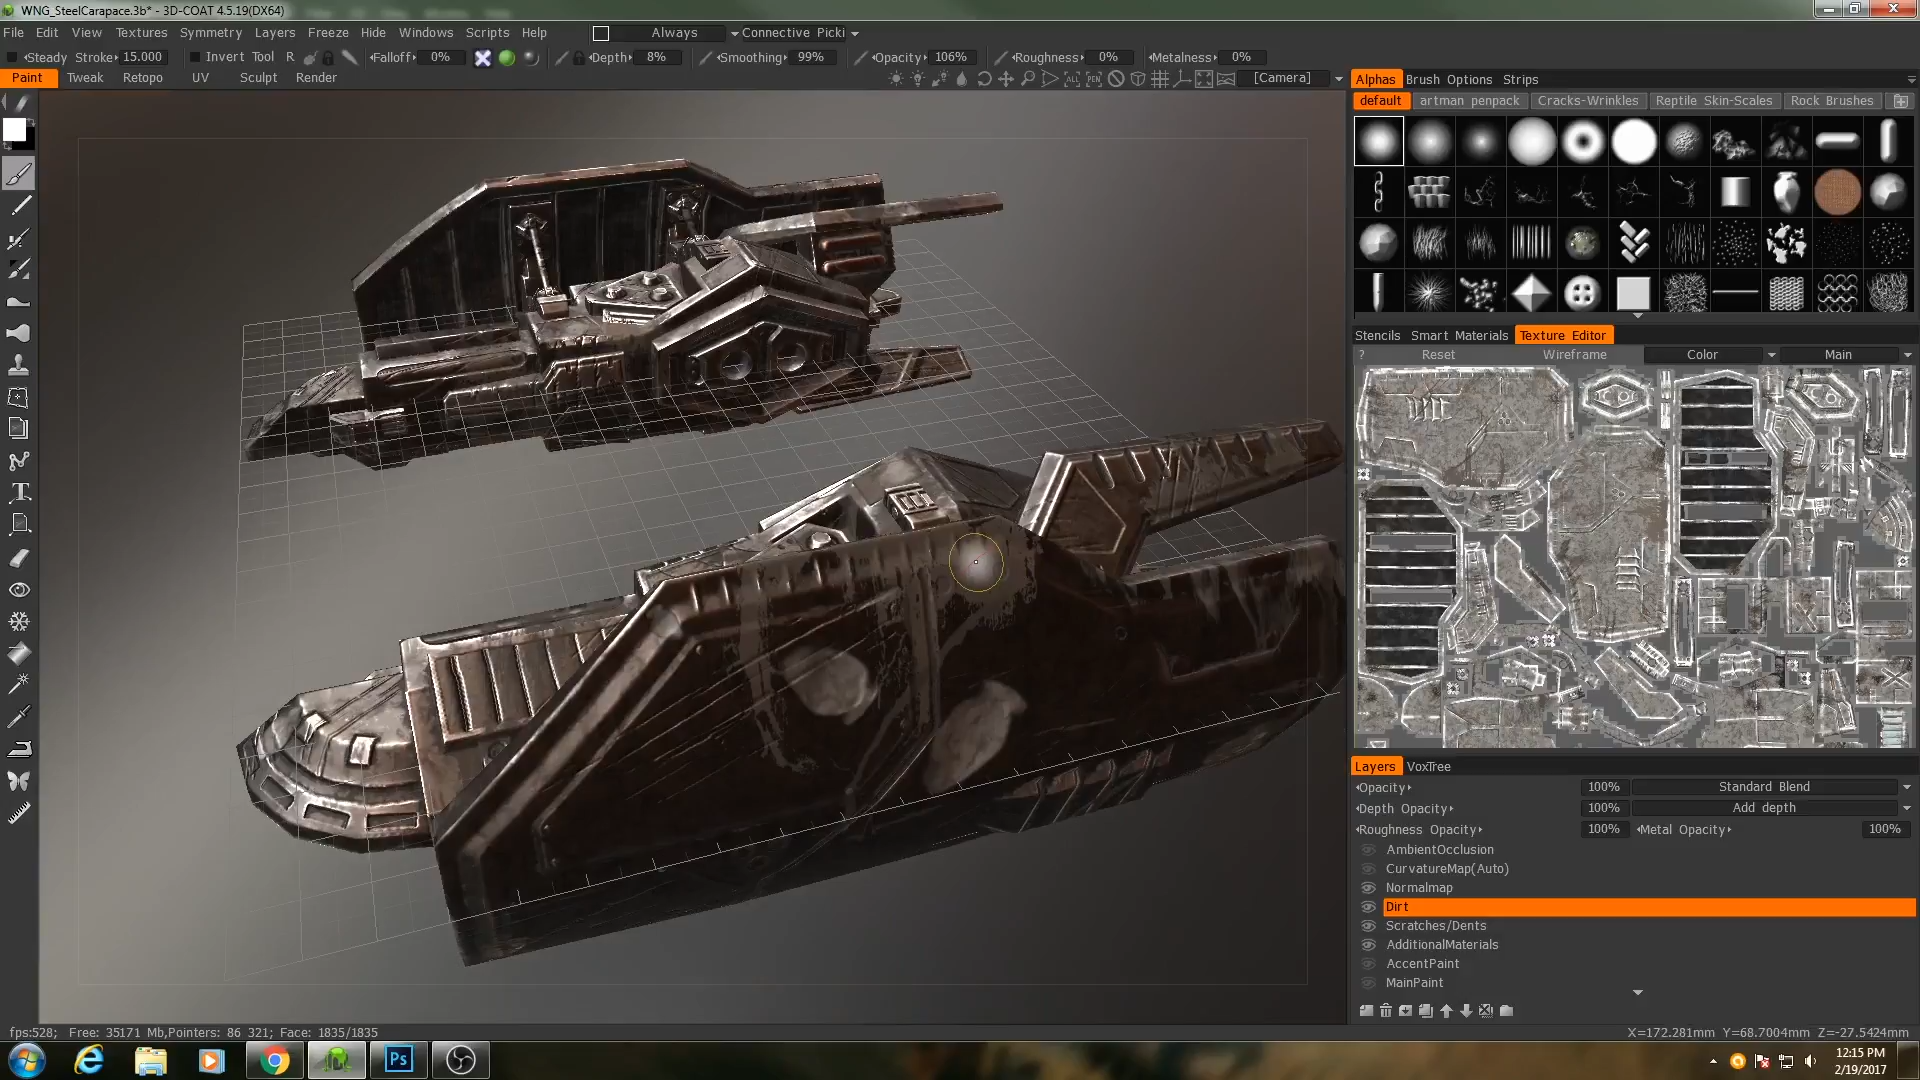 WNG_SteelCarapace.3b* - 3D-COAT 4.5.19(DX64)
File Edit View Textures Symmetry Layers Freeze Hide Windows Scripts Help Always Connective Picki
Steady Stroke 15.000 Invert Tool R Falloff 0% Depth 8% Smoothing 99% Opacity 106% Roughness 0% Metalness 0%
Paint Tweak Retopo UV Sculpt Render [Camera]
Alphas Brush Options Strips
default artman penpack Cracks-Wrinkles Reptile Skin-Scales Rock Brushes
Stencils Smart Materials Texture Editor
? Reset Wireframe Color Main
Layers VoxTree
Opacity 100% Standard Blend
Depth Opacity 100% Add depth
Roughness Opacity 100% Metal Opacity 100%
AmbientOcclusion
CurvatureMap(Auto)
Normalmap
Dirt
Scratches/Dents
AdditionalMaterials
AccentPaint
MainPaint
fps:528; Free: 35171 Mb,Pointers: 86 321; Face: 1835/1835
X=172.281mm Y=68.7004mm Z=-27.5424mm
Ps
12:15 PM
2/19/2017